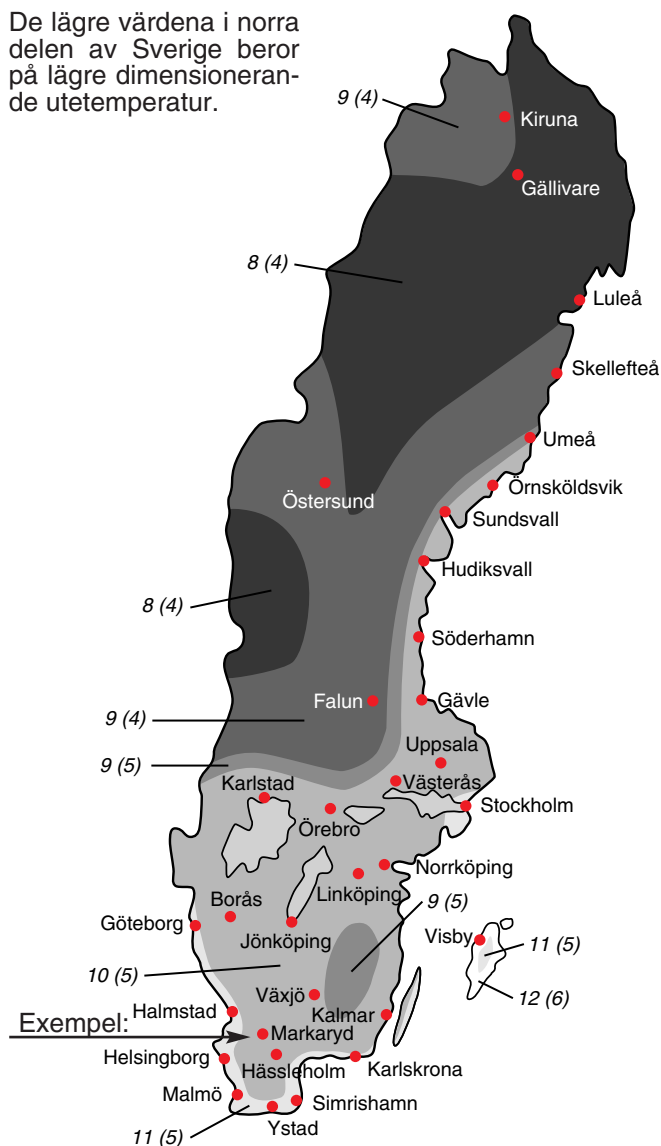 De lägre värdena i norra
delen av Sverige beror
på lägre dimensioneran-
de utetemperatur.
9 (4)
Kiruna
Gällivare
8 (4)
Luleå
Skellefteå
Umeå
Östersund
Örnsköldsvik
Sundsvall
Hudiksvall
8 (4)
Söderhamn
Falun
Gävle
9 (4)
Uppsala
9 (5)
Karlstad
Västerås
Stockholm
Örebro
Norrköping
Linköping
Borås
9 (5)
Göteborg
Jönköping
Visby
11 (5)
10 (5)
Växjö
12 (6)
Halmstad
Kalmar
Exempel:
Markaryd
Helsingborg
Hässleholm
Karlskrona
Malmö
Simrishamn
Ystad
11 (5)